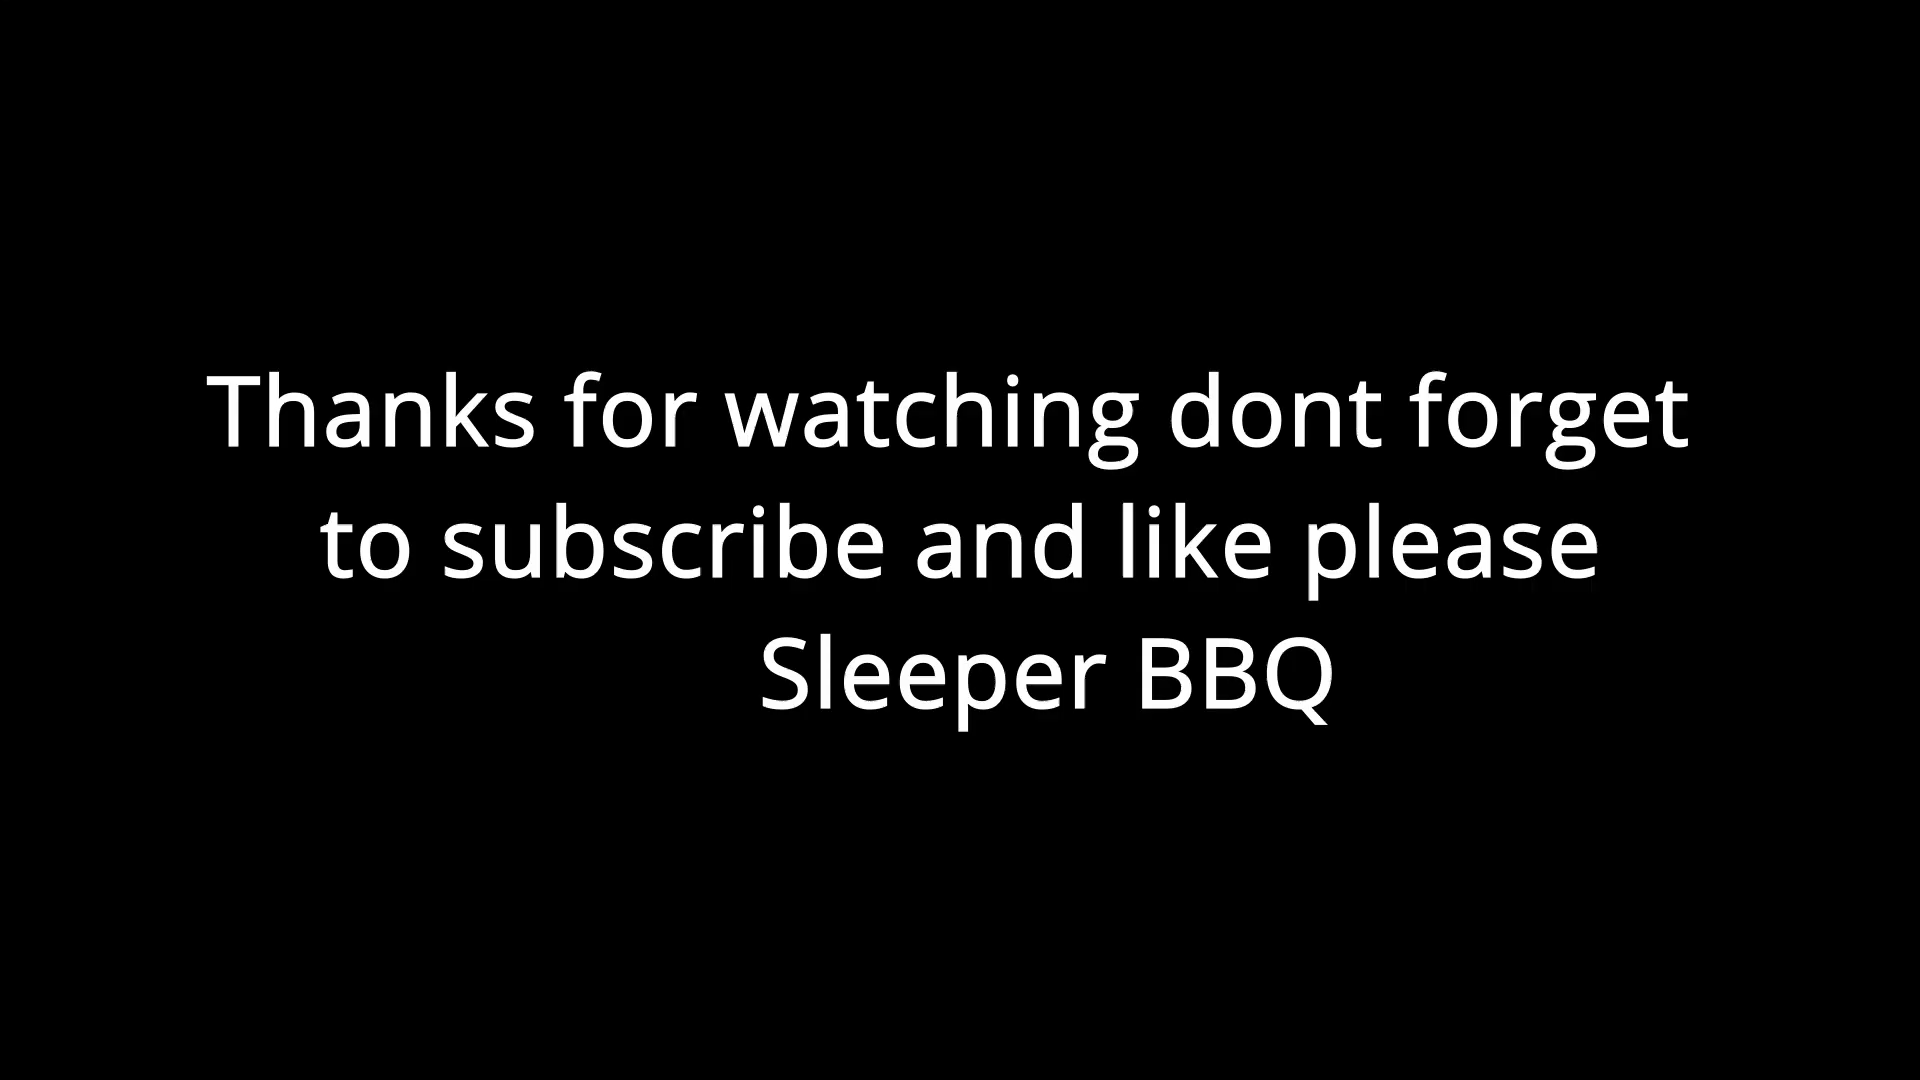 Thanks for watching dont forget
to subscribe and like please
Sleeper BBQ